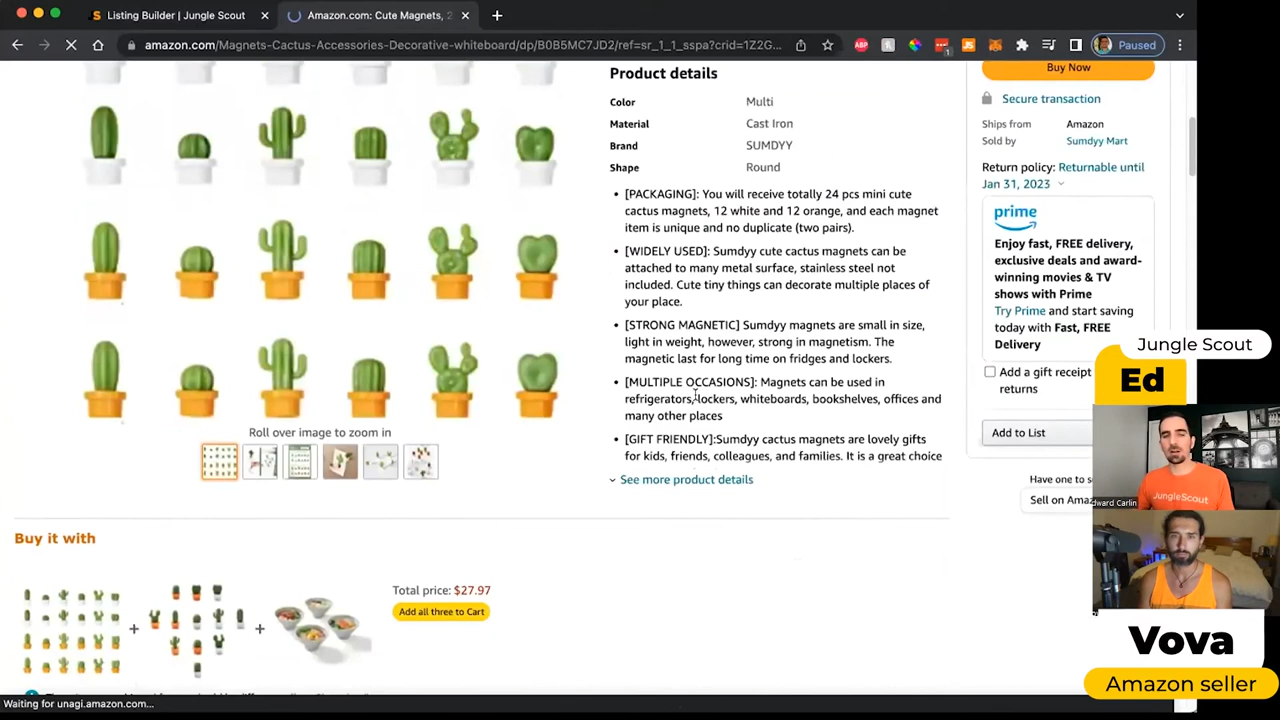 Listing Builder | Jungle Scout
Amazon.com: Cute Magnets, 2
amazon.com/Magnets-Cactus-Accessories-Decorative-whiteboard/dp/B0B5MC7JD2/ref=sr_1_1_sspa?crid=1Z2G...
ABP
1
JS
Paused
Product details
Color Multi
Material Cast Iron
Brand SUMDYY
Shape Round
• [PACKAGING]: You will receive totally 24 pcs mini cute
cactus magnets, 12 white and 12 orange, and each magnet
item is unique and no duplicate (two pairs).
• [WIDELY USED]: Sumdyy cute cactus magnets can be
attached to many metal surface, stainless steel not
included. Cute tiny things can decorate multiple places of
your place.
• [STRONG MAGNETIC] Sumdyy magnets are small in size,
light in weight, however, strong in magnetism. The
magnetic last for long time on fridges and lockers.
• [MULTIPLE OCCASIONS]: Magnets can be used in
refrigerators, lockers, whiteboards, bookshelves, offices and
many other places
• [GIFT FRIENDLY]:Sumdyy cactus magnets are lovely gifts
for kids, friends, colleagues, and families. It is a great choice
See more product details
Roll over image to zoom in
Buy Now
Secure transaction
Ships from Amazon
Sold by Sumdyy Mart
Return policy: Returnable until
Jan 31, 2023
prime
Enjoy fast, FREE delivery,
exclusive deals and award-
winning movies & TV
shows with Prime
Try Prime and start saving
today with Fast, FREE
Delivery
Add a gift receipt
returns
Add to List
Have one to s
Sell on Amaz
Buy it with
+
+
Total price: $27.97
Add all three to Cart
Waiting for unagi.amazon.com...
Jungle Scout
Ed
JungleScout
dward Carlin
Vova
Amazon seller